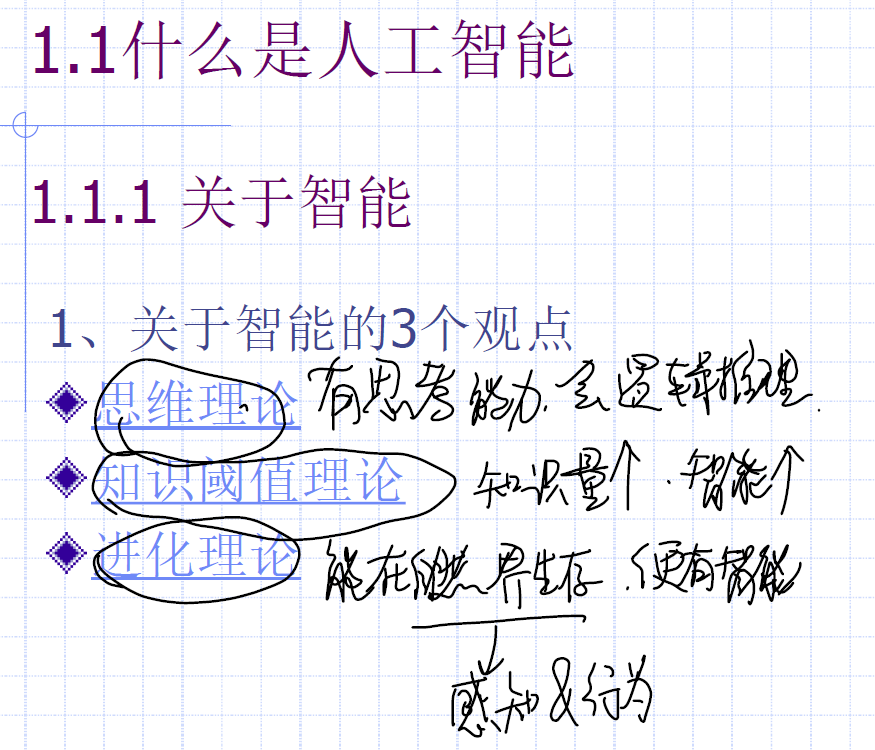 1.1什么是人工智能
1.1.1 关于智能
1、关于智能的3个观点
思维理论 有思考能力.会逻辑推理.
知识阈值理论 知识量↑.智能↑
进化理论 能在自然界生存.便有智能
↓
感知&行为